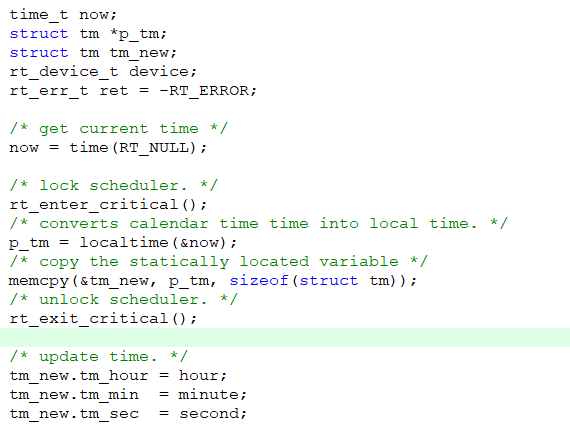 time_t now;
struct tm *p_tm;
struct tm tm_new;
rt_device_t device;
rt_err_t ret = -RT_ERROR;
/* get current time */
now = time(RT_NULL);
/* lock scheduler. */
rt_enter_critical();
/* converts calendar time time into local time. */
p_tm = localtime(&now);
/* copy the statically located variable */
memcpy(&tm_new, p_tm, sizeof(struct tm));
/* unlock scheduler. */
rt_exit_critical();
/* update time. */
tm_new.tm_hour = hour;
tm_new.tm_min  = minute;
tm_new.tm_sec  = second;